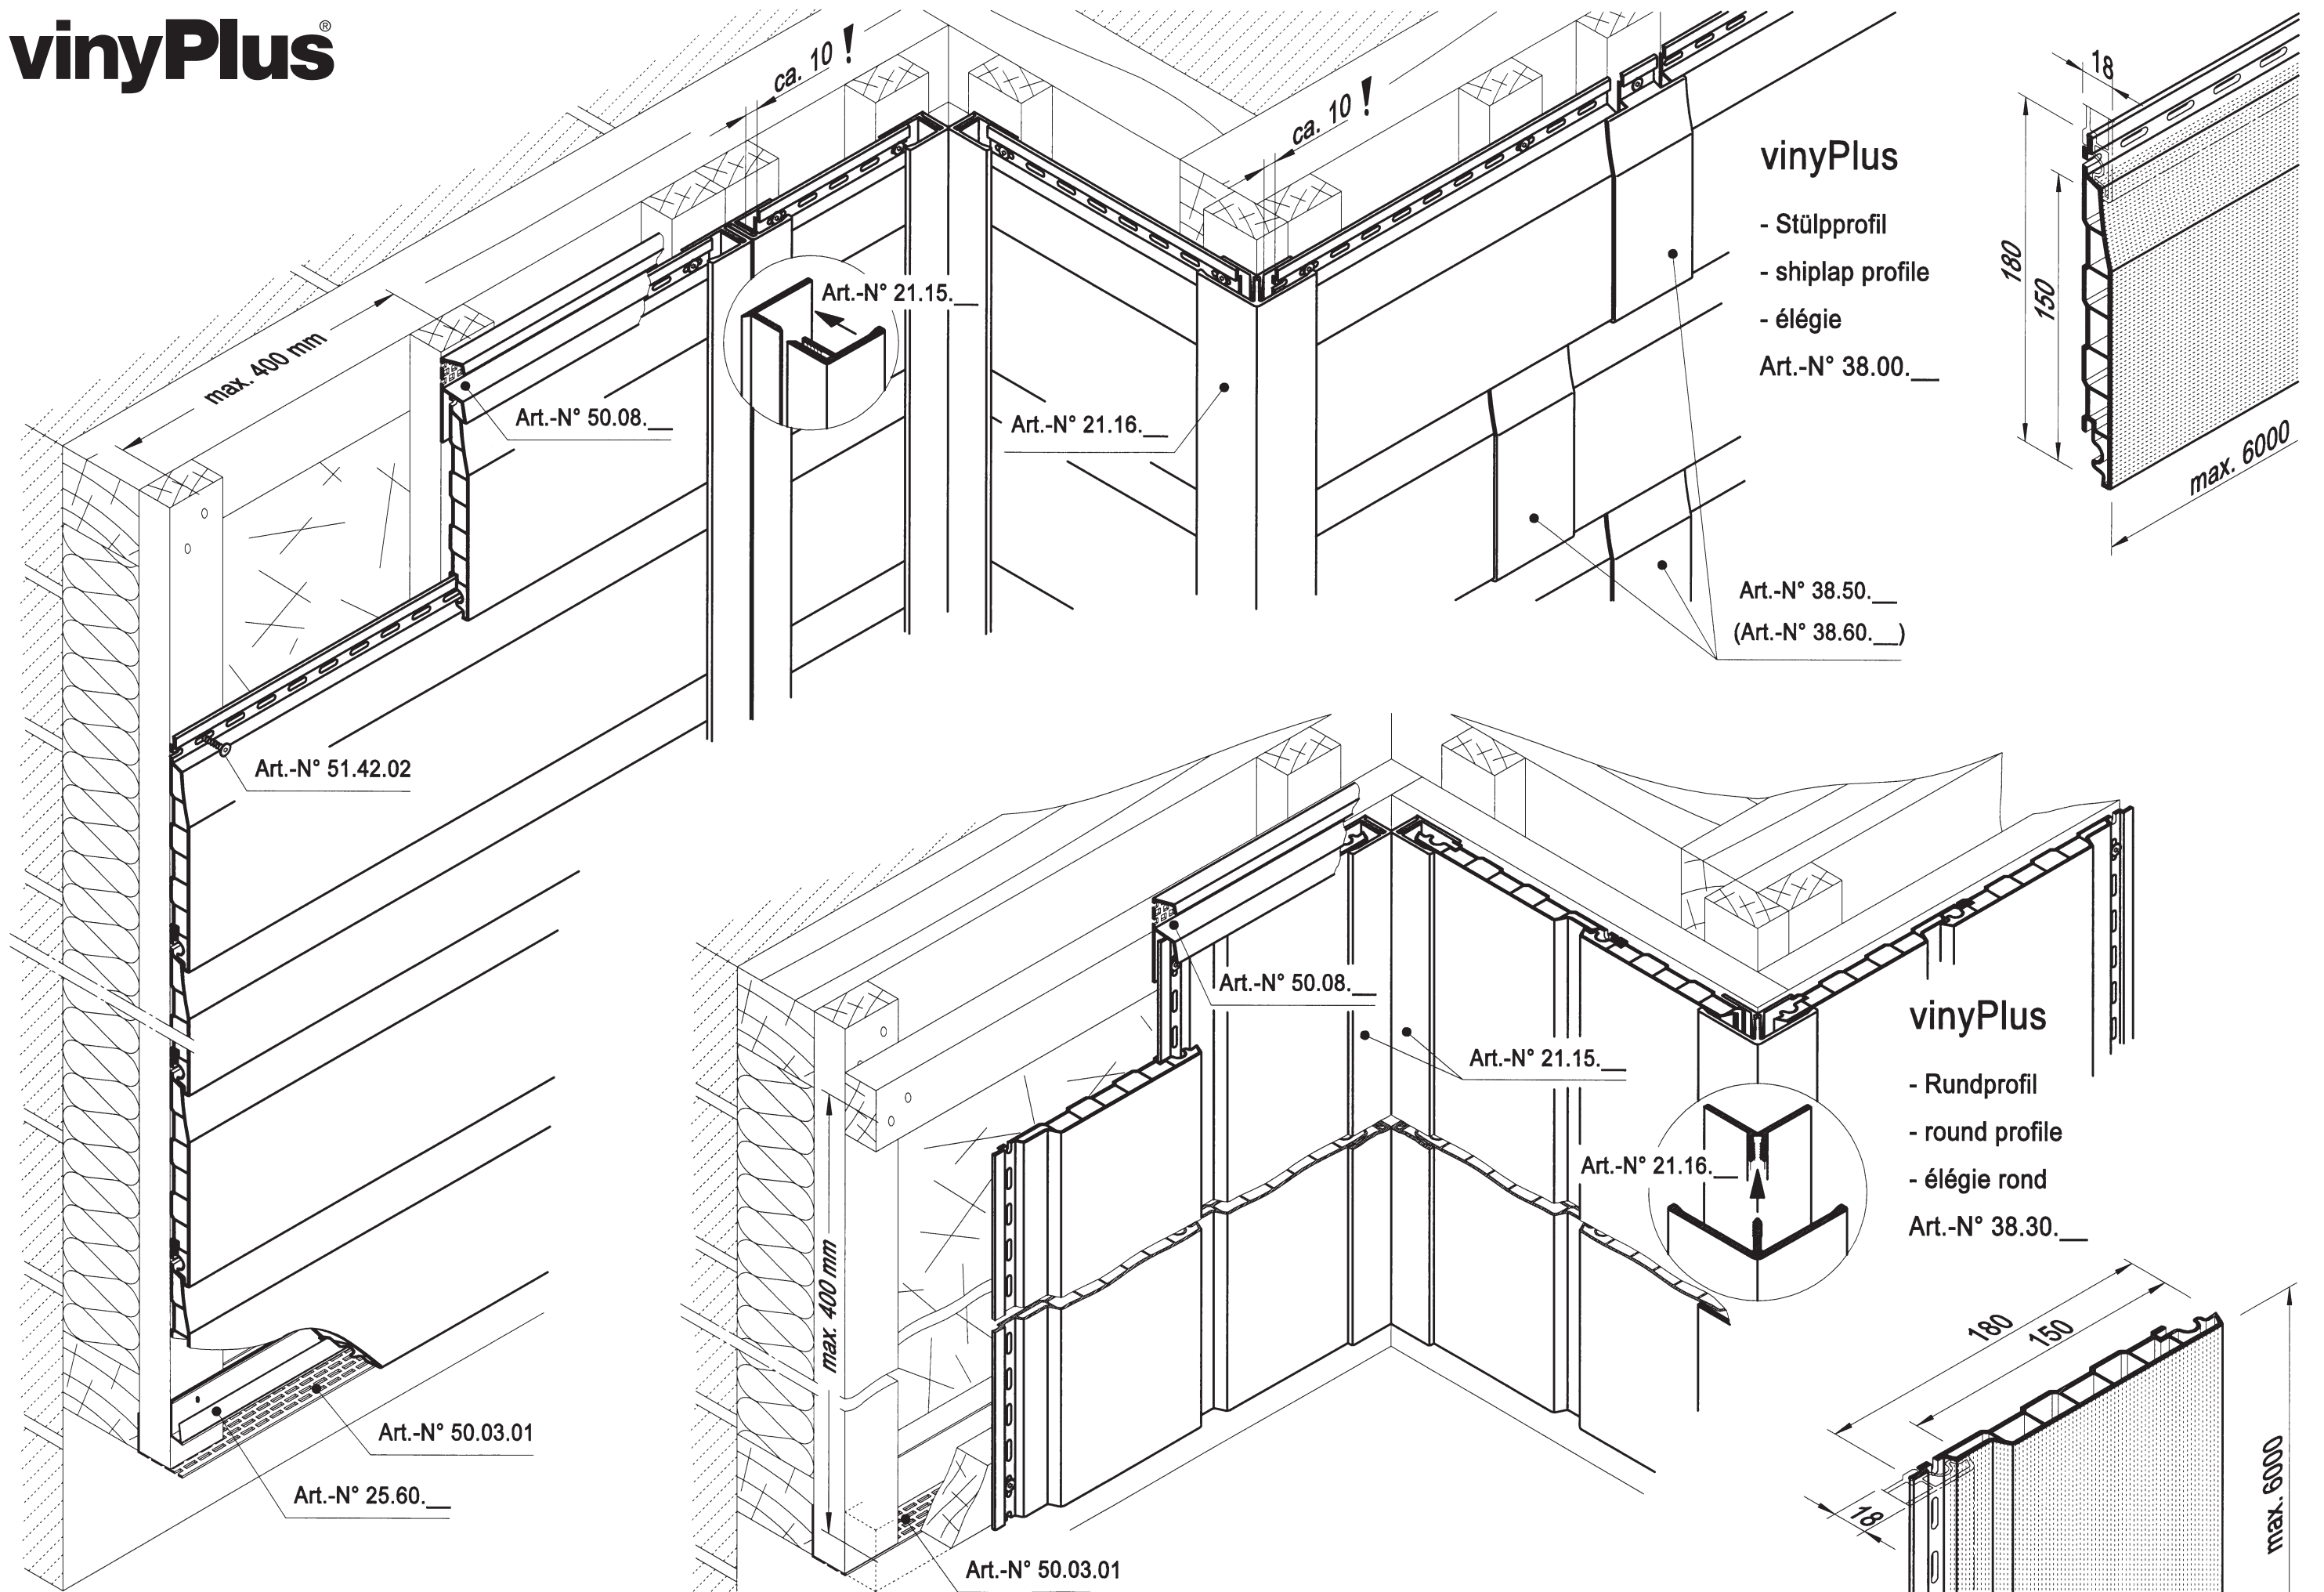 vinyPlus®
ca. 10 !
ca. 10 !
18
vinyPlus
- Stülpprofil
- shiplap profile
- élégie
Art.-N° 38.00.__
180
150
max. 6000
max. 400 mm
Art.-N° 21.15.__
Art.-N° 50.08.__
Art.-N° 21.16.__
Art.-N° 38.50.__
(Art.-N° 38.60.__)
Art.-N° 51.42.02
Art.-N° 50.08.__
Art.-N° 21.15.__
Art.-N° 21.16.__
vinyPlus
- Rundprofil
- round profile
- élégie rond
Art.-N° 38.30.__
max. 400 mm
180
150
18
max. 6000
Art.-N° 50.03.01
Art.-N° 25.60.__
Art.-N° 50.03.01